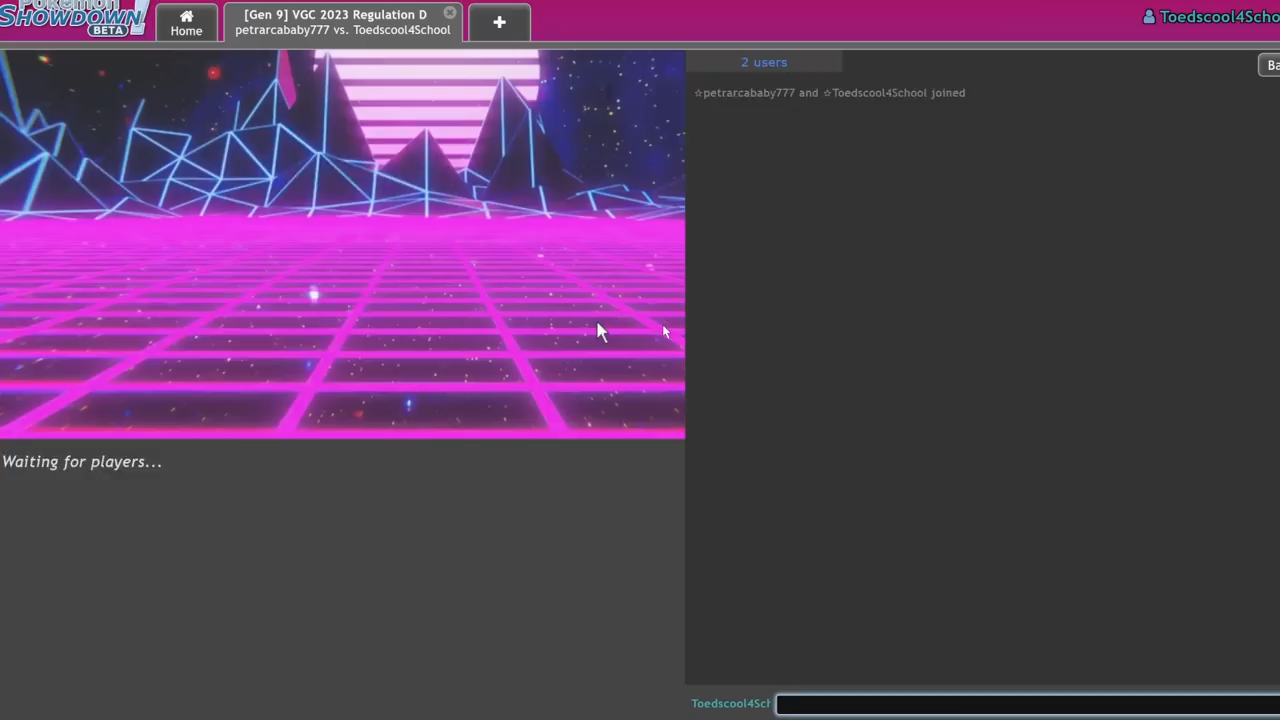 Pokémon
SHOWDOWN!
BETA
Home
[Gen 9] VGC 2023 Regulation D
petrarcababy777 vs. Toedscool4School
+
Toedscool4Scho
2 users
Ba
☆petrarcababy777 and ☆Toedscool4School joined
Waiting for players...
Toedscool4Sch